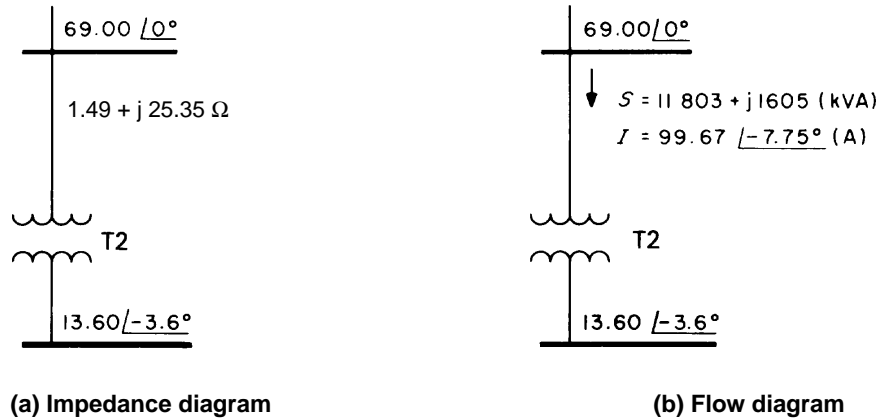 69.00 /0°
1.49 + j 25.35 Ω
T2
13.60/-3.6°
(a) Impedance diagram
69.00/0°
S = 11 803 + j1605 (kVA)
I = 99.67 /-7.75° (A)
T2
13.60 /-3.6°
(b) Flow diagram